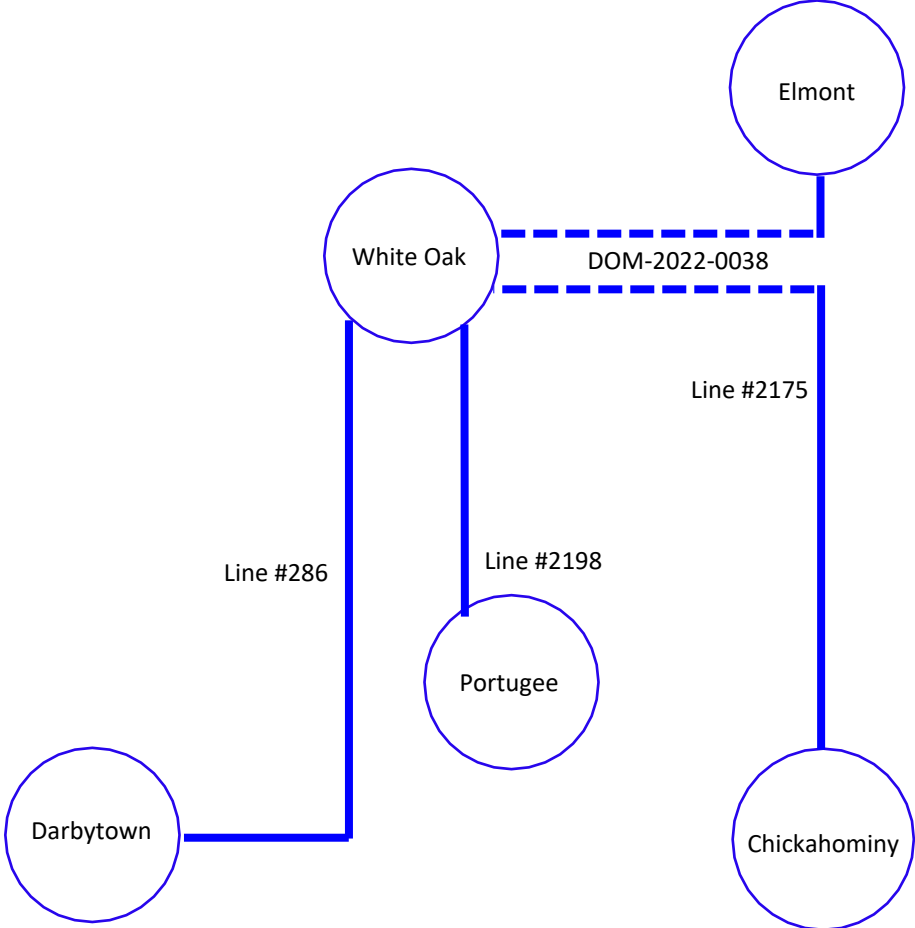 Elmont
White Oak
DOM-2022-0038
Line #2175
Line #2198
Line #286
Portugee
Darbytown
Chickahominy